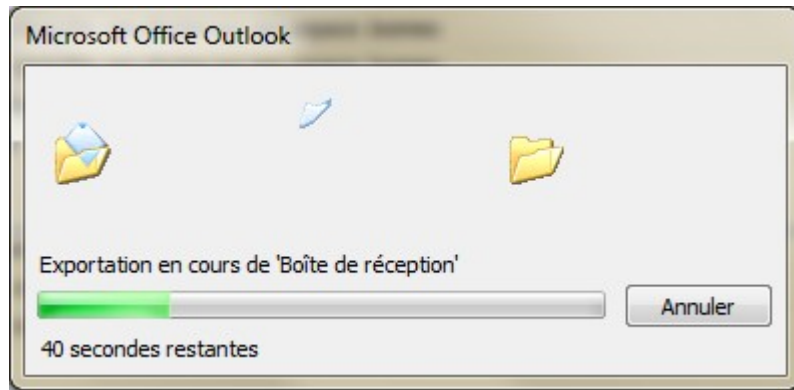 Microsoft Office Outlook
Exportation en cours de 'Boîte de réception'
Annuler
40 secondes restantes